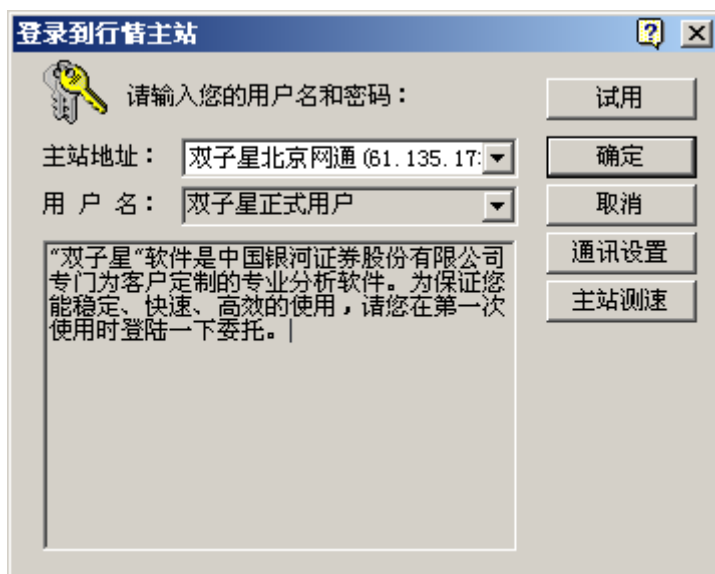 登录到行情主站
请输入您的用户名和密码：
试用
主站地址：
双子星北京网通(61.135.17:
确定
用 户 名：
双子星正式用户
取消
"双子星"软件是中国银河证券股份有限公司
专门为客户定制的专业分析软件。为保证您
能稳定、快速、高效的使用，请您在第一次
使用时登陆一下委托。
通讯设置
主站测速